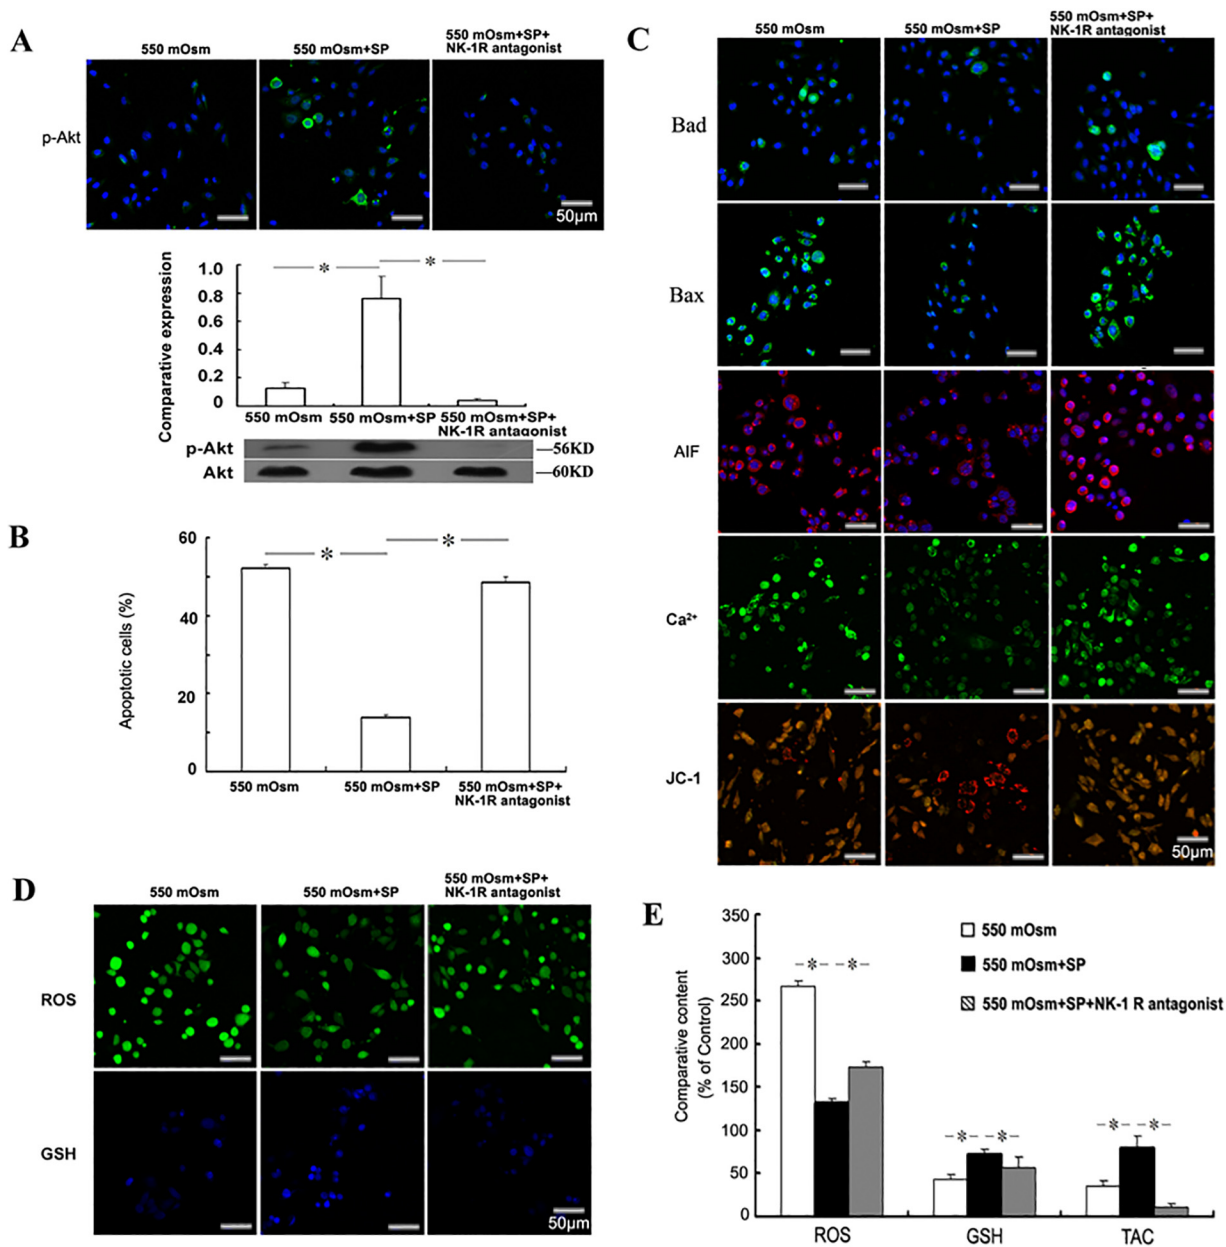 A
550 mOsm
550 mOsm+SP
550 mOsm+SP+
NK-1R antagonist
p-Akt
50μm
Comparative expression
1.0
0.8
0.6
0.4
0.2
0
* *
550 mOsm
550 mOsm+SP
550 mOsm+SP+
NK-1R antagonist
p-Akt
—56KD
Akt
—60KD
B
Apoptotic cells (%)
60
40
20
0
* *
550 mOsm
550 mOsm+SP
550 mOsm+SP+
NK-1R antagonist
C
550 mOsm
550 mOsm+SP
550 mOsm+SP+
NK-1R antagonist
Bad
Bax
AIF
Ca²⁺
JC-1
50μm
D
550 mOsm
550 mOsm+SP
550 mOsm+SP+
NK-1R antagonist
ROS
GSH
50μm
E
Comparative content
(% of Control)
350
300
250
200
150
100
50
0
550 mOsm
550 mOsm+SP
550 mOsm+SP+NK-1 R antagonist
* *
* *
* *
ROS
GSH
TAC